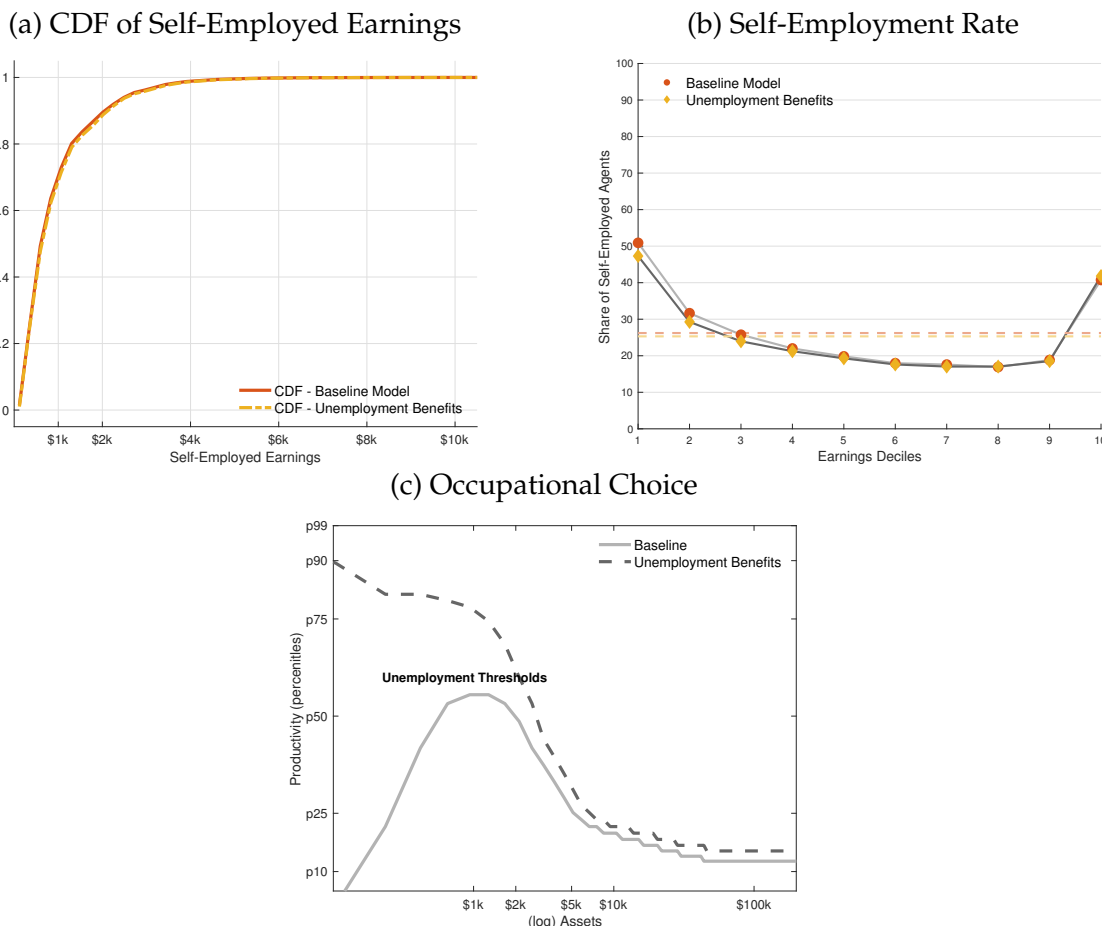 (a) CDF of Self-Employed Earnings
1
.8
.6
.4
.2
0
$1k $2k $4k $6k $8k $10k
Self-Employed Earnings
CDF - Baseline Model
CDF - Unemployment Benefits
(b) Self-Employment Rate
100
90
80
70
60
50
40
30
20
10
0
Share of Self-Employed Agents
Baseline Model
Unemployment Benefits
1 2 3 4 5 6 7 8 9 10
Earnings Deciles
(c) Occupational Choice
p99
p90
p75
p50
p25
p10
Productivity (percenitles)
Baseline
Unemployment Benefits
Unemployment Thresholds
$1k $2k $5k $10k $100k
(log) Assets